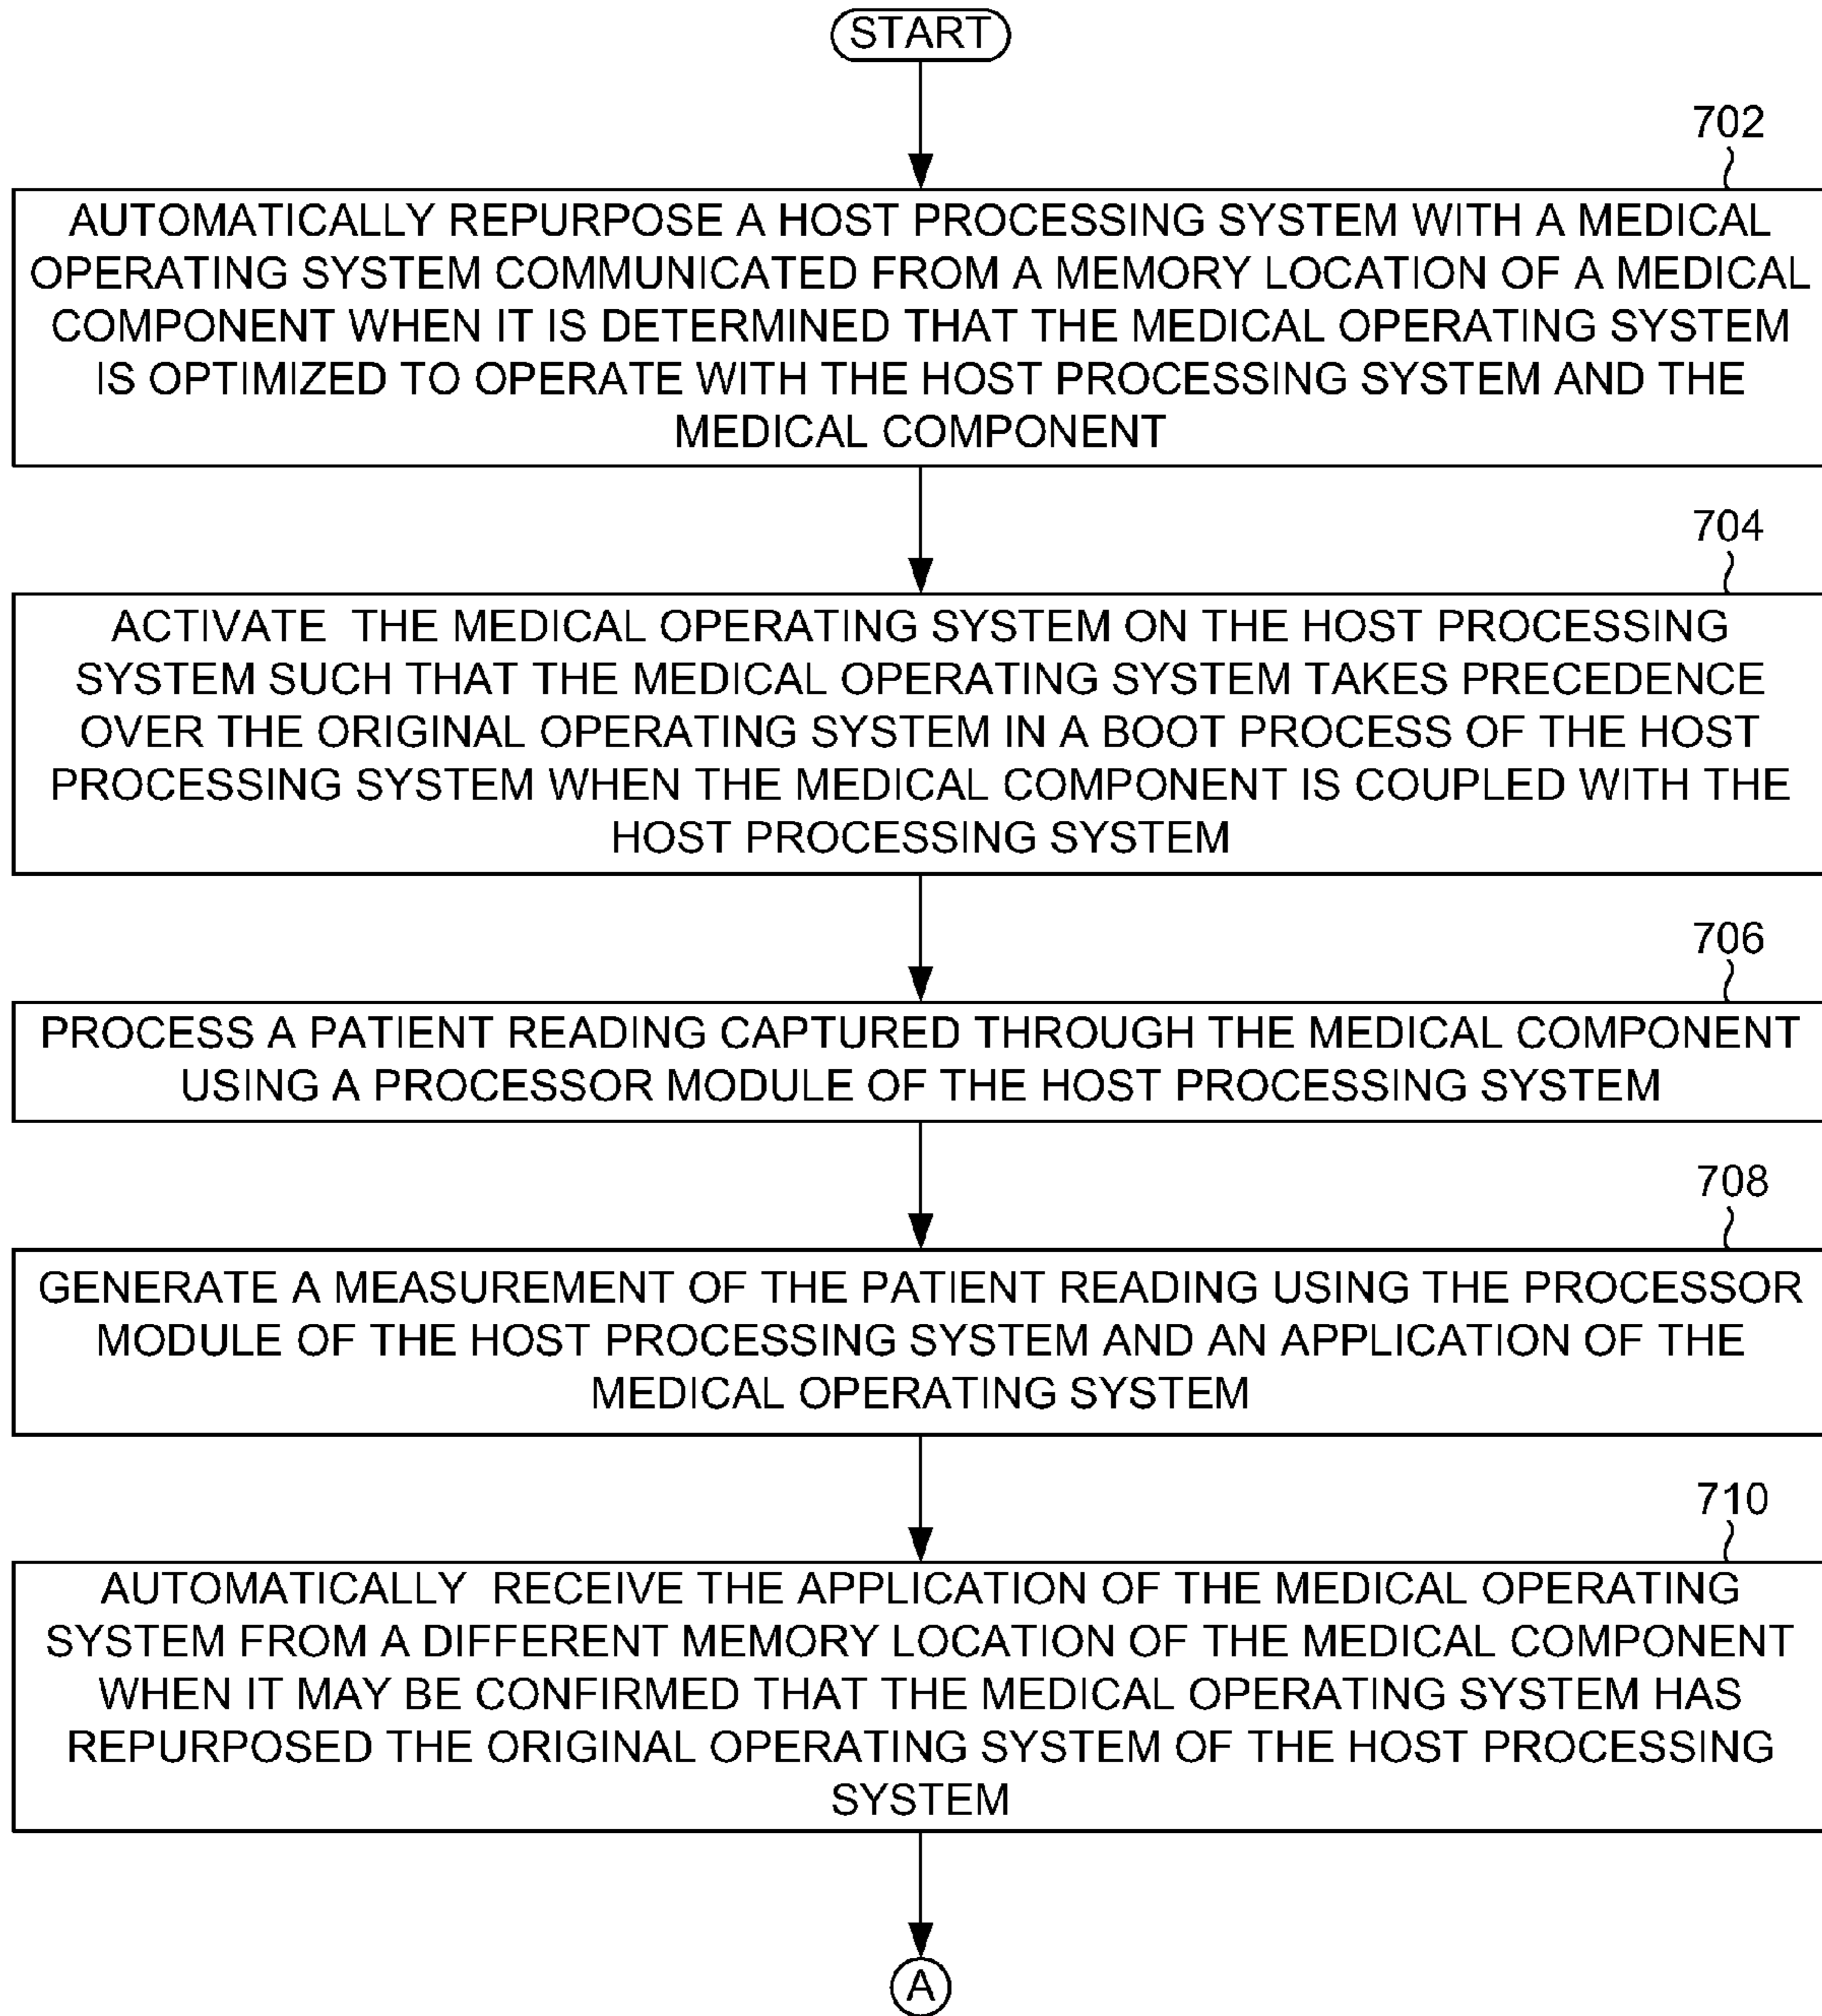 START
702
AUTOMATICALLY REPURPOSE A HOST PROCESSING SYSTEM WITH A MEDICAL
OPERATING SYSTEM COMMUNICATED FROM A MEMORY LOCATION OF A MEDICAL
COMPONENT WHEN IT IS DETERMINED THAT THE MEDICAL OPERATING SYSTEM
IS OPTIMIZED TO OPERATE WITH THE HOST PROCESSING SYSTEM AND THE
MEDICAL COMPONENT
704
ACTIVATE THE MEDICAL OPERATING SYSTEM ON THE HOST PROCESSING
SYSTEM SUCH THAT THE MEDICAL OPERATING SYSTEM TAKES PRECEDENCE
OVER THE ORIGINAL OPERATING SYSTEM IN A BOOT PROCESS OF THE HOST
PROCESSING SYSTEM WHEN THE MEDICAL COMPONENT IS COUPLED WITH THE
HOST PROCESSING SYSTEM
706
PROCESS A PATIENT READING CAPTURED THROUGH THE MEDICAL COMPONENT
USING A PROCESSOR MODULE OF THE HOST PROCESSING SYSTEM
708
GENERATE A MEASUREMENT OF THE PATIENT READING USING THE PROCESSOR
MODULE OF THE HOST PROCESSING SYSTEM AND AN APPLICATION OF THE
MEDICAL OPERATING SYSTEM
710
AUTOMATICALLY RECEIVE THE APPLICATION OF THE MEDICAL OPERATING
SYSTEM FROM A DIFFERENT MEMORY LOCATION OF THE MEDICAL COMPONENT
WHEN IT MAY BE CONFIRMED THAT THE MEDICAL OPERATING SYSTEM HAS
REPURPOSED THE ORIGINAL OPERATING SYSTEM OF THE HOST PROCESSING
SYSTEM
A